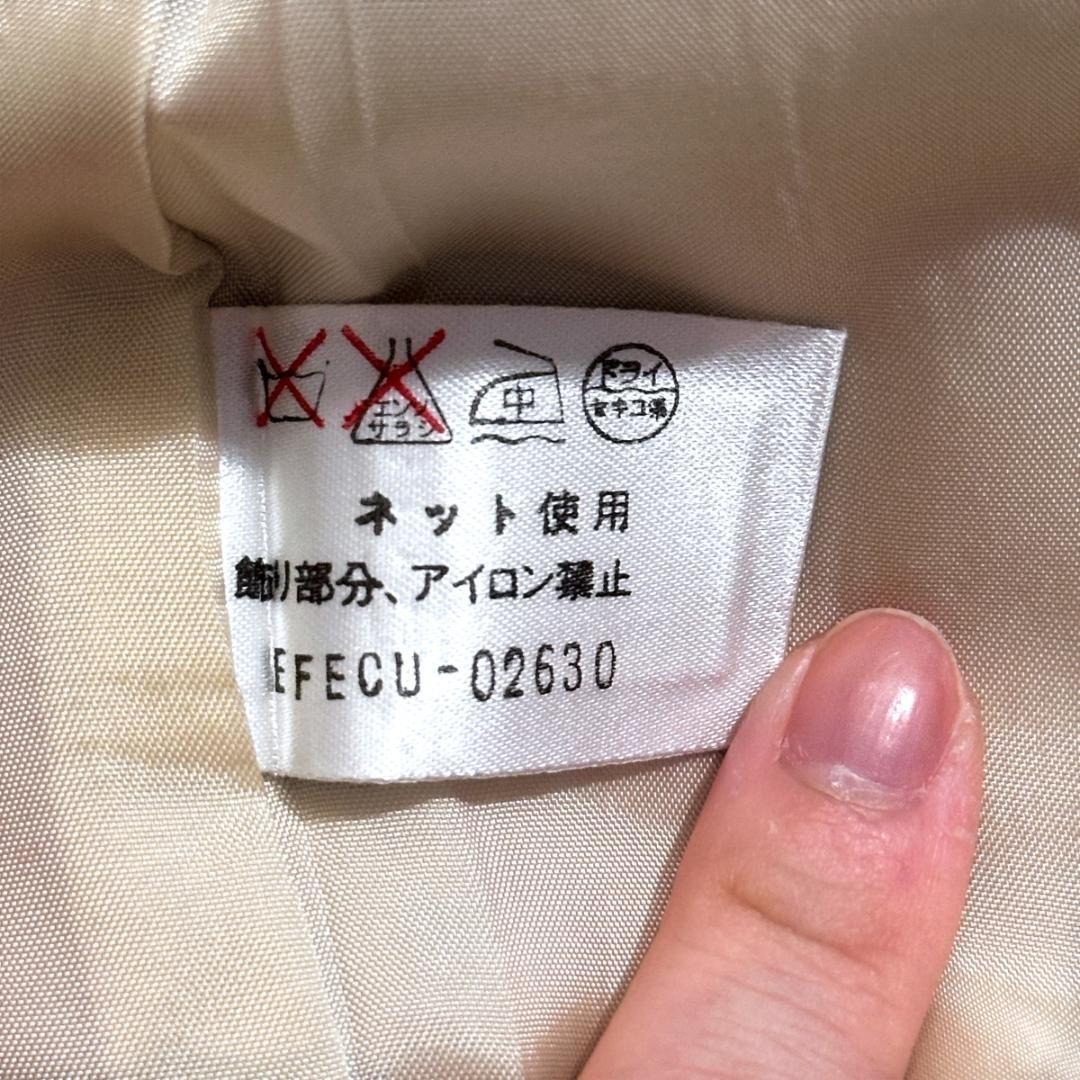 エンソ
サラシ
中
ドライ
セキユ系
ネット使用
飾り部分、アイロン禁止
EFECU-02630